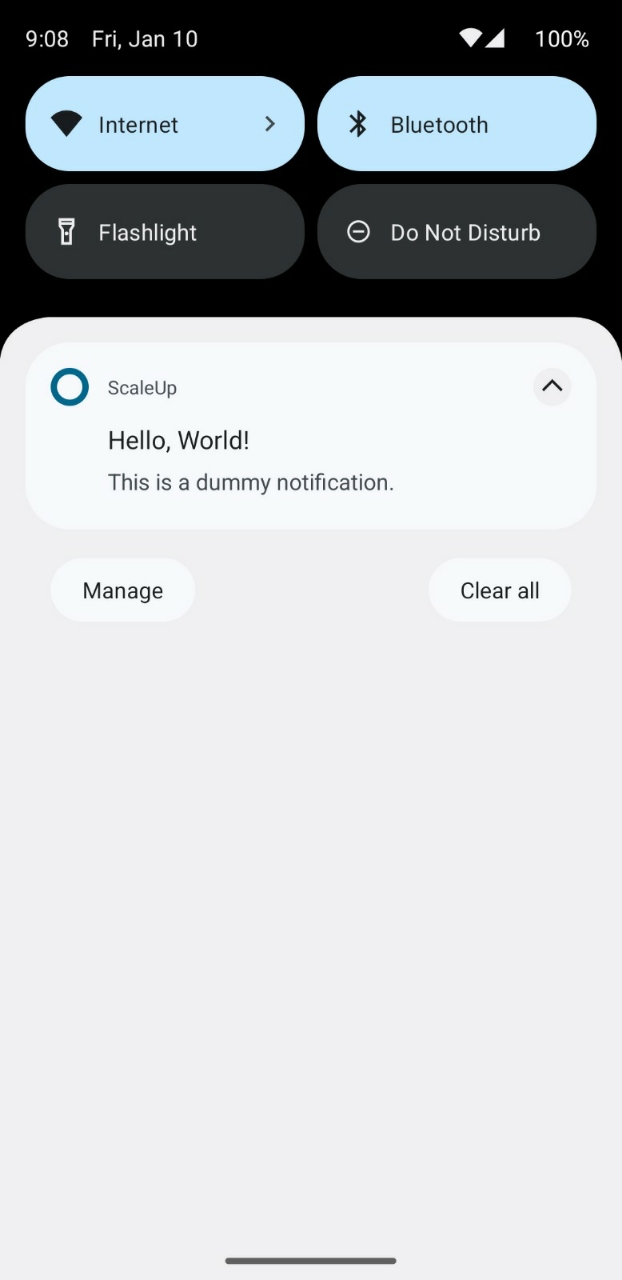 9:08 Fri, Jan 10 100%
Internet Bluetooth
Flashlight Do Not Disturb
ScaleUp
Hello, World!
This is a dummy notification.
Manage Clear all